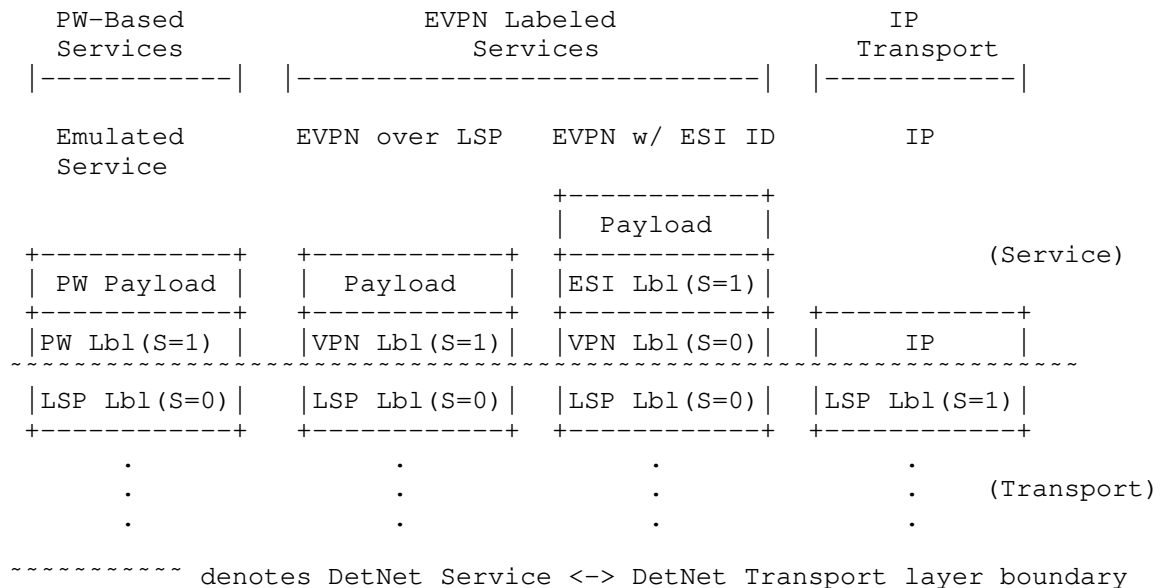 PW-Based EVPN Labeled IP
Services Services Transport
|------------| |-----------------------------| |------------|
Emulated EVPN over LSP EVPN w/ ESI ID IP
Service
+------------+
| Payload |
+------------+ +------------+ +------------+ (Service)
| PW Payload | | Payload | |ESI Lbl(S=1)|
+------------+ +------------+ +------------+ +------------+
|PW Lbl(S=1) | |VPN Lbl(S=1)| |VPN Lbl(S=0)| | IP |
~~~~~~~~~~~~~~~~~~~~~~~~~~~~~~~~~~~~~~~~~~~~~~~~~~~~~~~~~~~~~~~~~~~
|LSP Lbl(S=0)| |LSP Lbl(S=0)| |LSP Lbl(S=0)| |LSP Lbl(S=1)|
+------------+ +------------+ +------------+ +------------+
. . . .
. . . . (Transport)
. . . .
~~~~~~~~~~~ denotes DetNet Service <-> DetNet Transport layer boundary